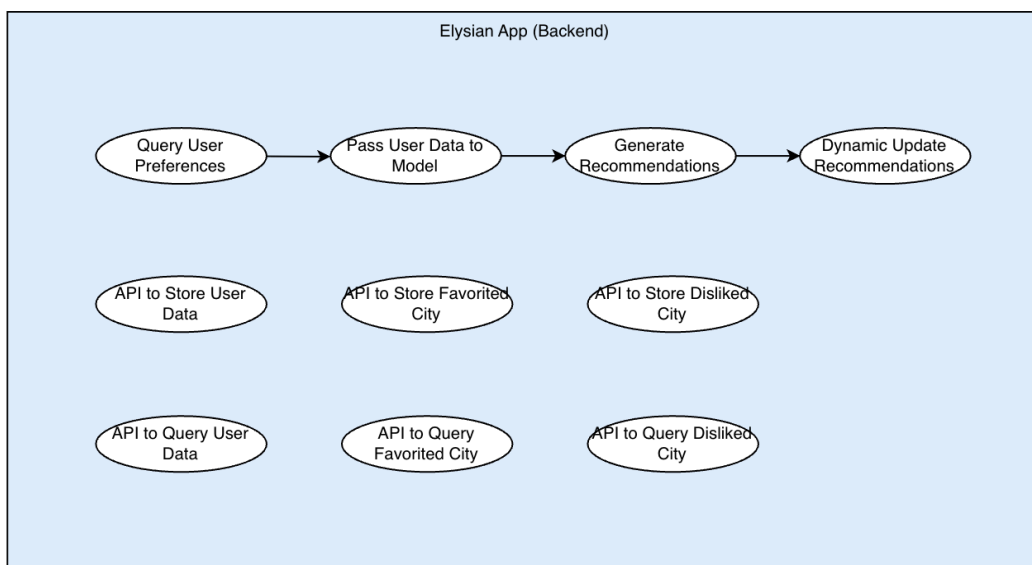 Elysian App (Backend)
Query User
Preferences
Pass User Data to
Model
Generate
Recommendations
Dynamic Update
Recommendations
API to Store User
Data
API to Store Favorited
City
API to Store Disliked
City
API to Query User
Data
API to Query
Favorited City
API to Query Disliked
City